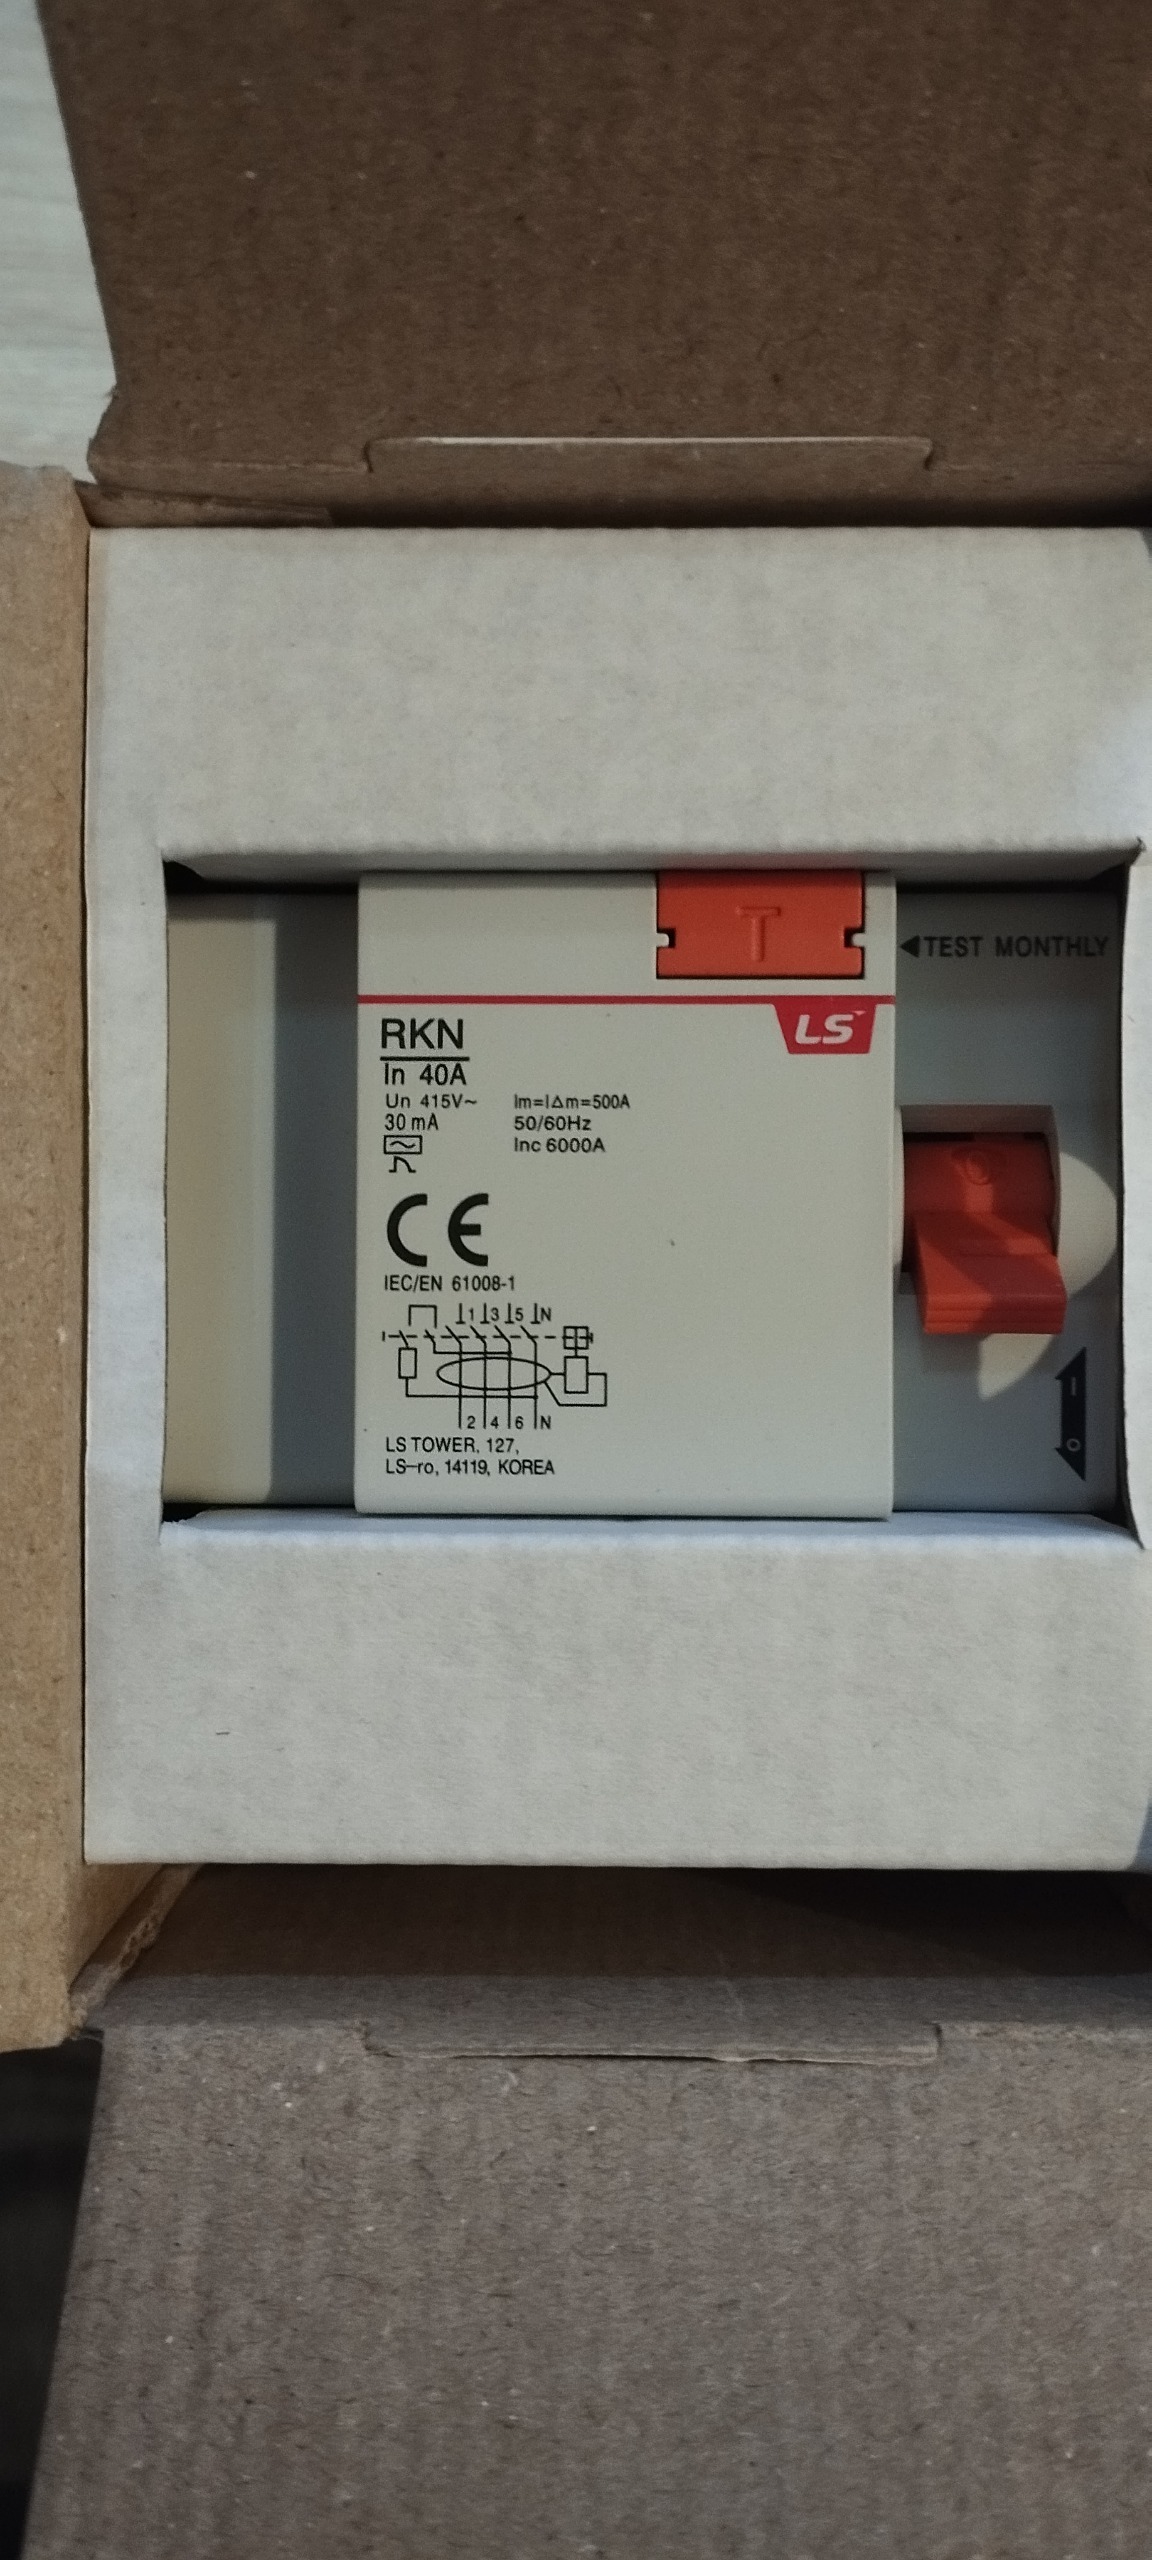 T
◀TEST MONTHLY
RKN
LS
In 40A
Un 415V~ Im=I△m=500A
30 mA 50/60Hz
Inc 6000A
CE
IEC/EN 61008-1
1 3 5 N
2 4 6 N
LS TOWER, 127,
LS-ro, 14119, KOREA
I
O